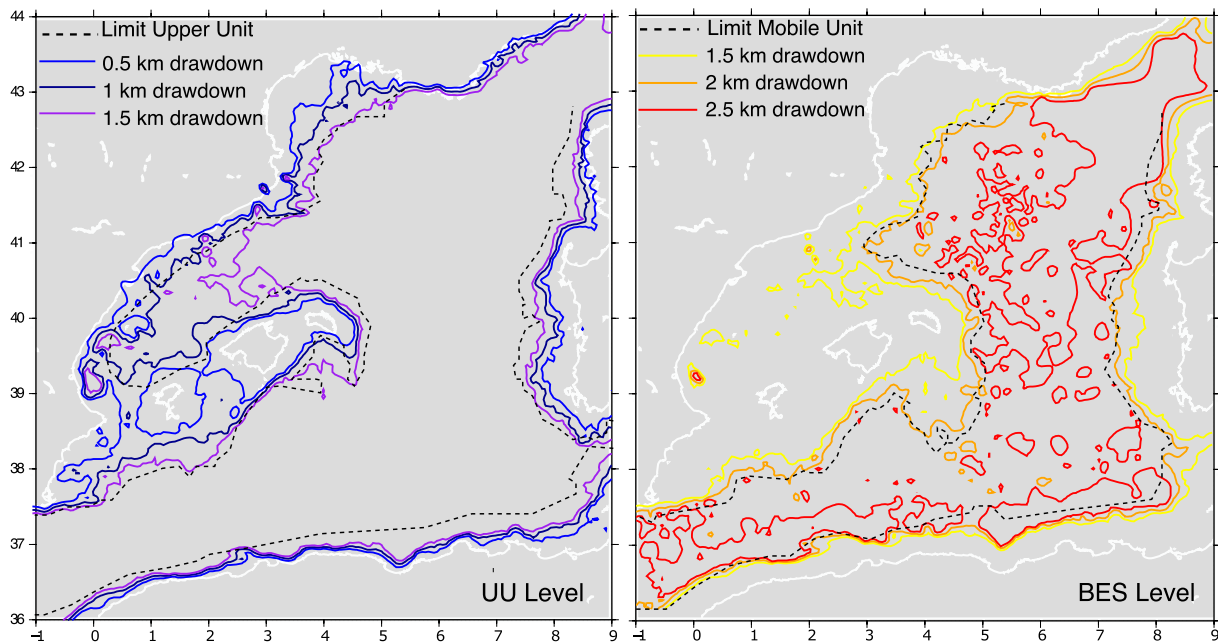 44
Limit Upper Unit
0.5 km drawdown
43
1 km drawdown
1.5 km drawdown
42
41
40
39
38
37
36
UU Level
−1 0 1 2 3 4 5 6 7 8 9
Limit Mobile Unit
1.5 km drawdown
2 km drawdown
2.5 km drawdown
BES Level
−1 0 1 2 3 4 5 6 7 8 9